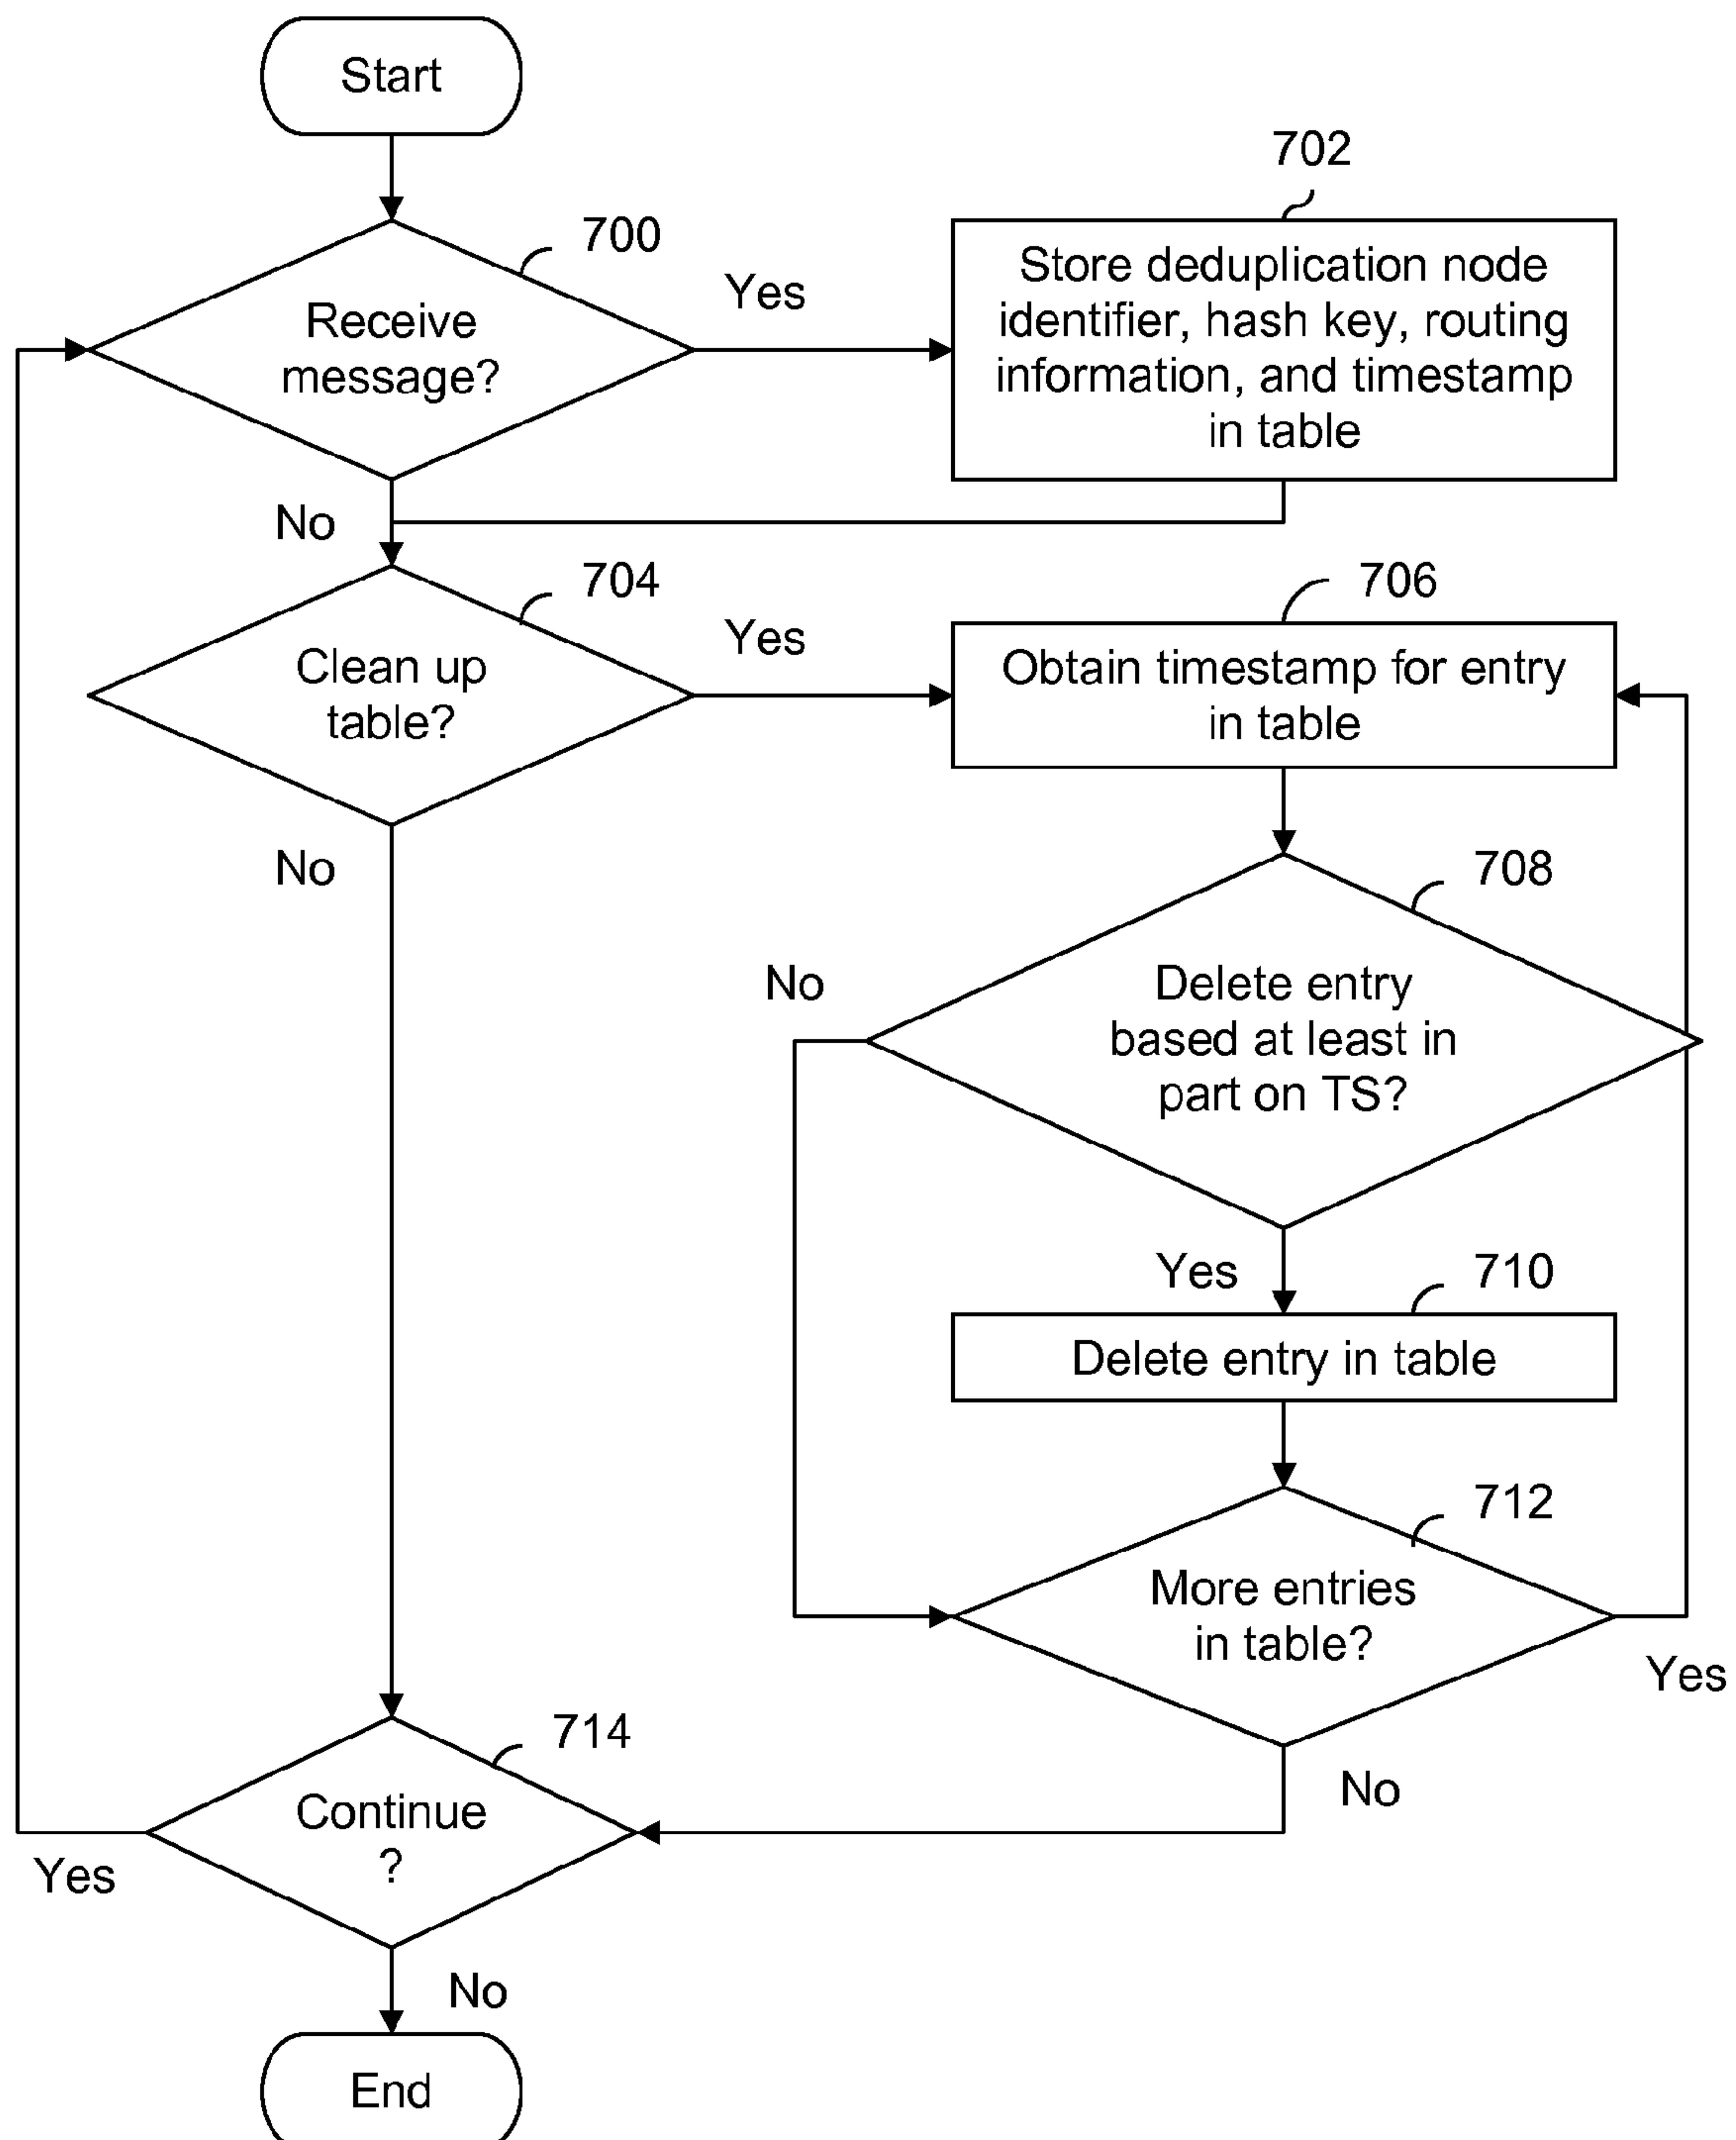 Start
702
700
Store deduplication node
identifier, hash key, routing
information, and timestamp
in table
Yes
Receive
message?
No
704
706
Yes
Clean up
table?
Obtain timestamp for entry
in table
No
708
No
Delete entry
based at least in
part on TS?
Yes
710
Delete entry in table
712
More entries
in table?
Yes
714
No
Continue
?
Yes
No
End